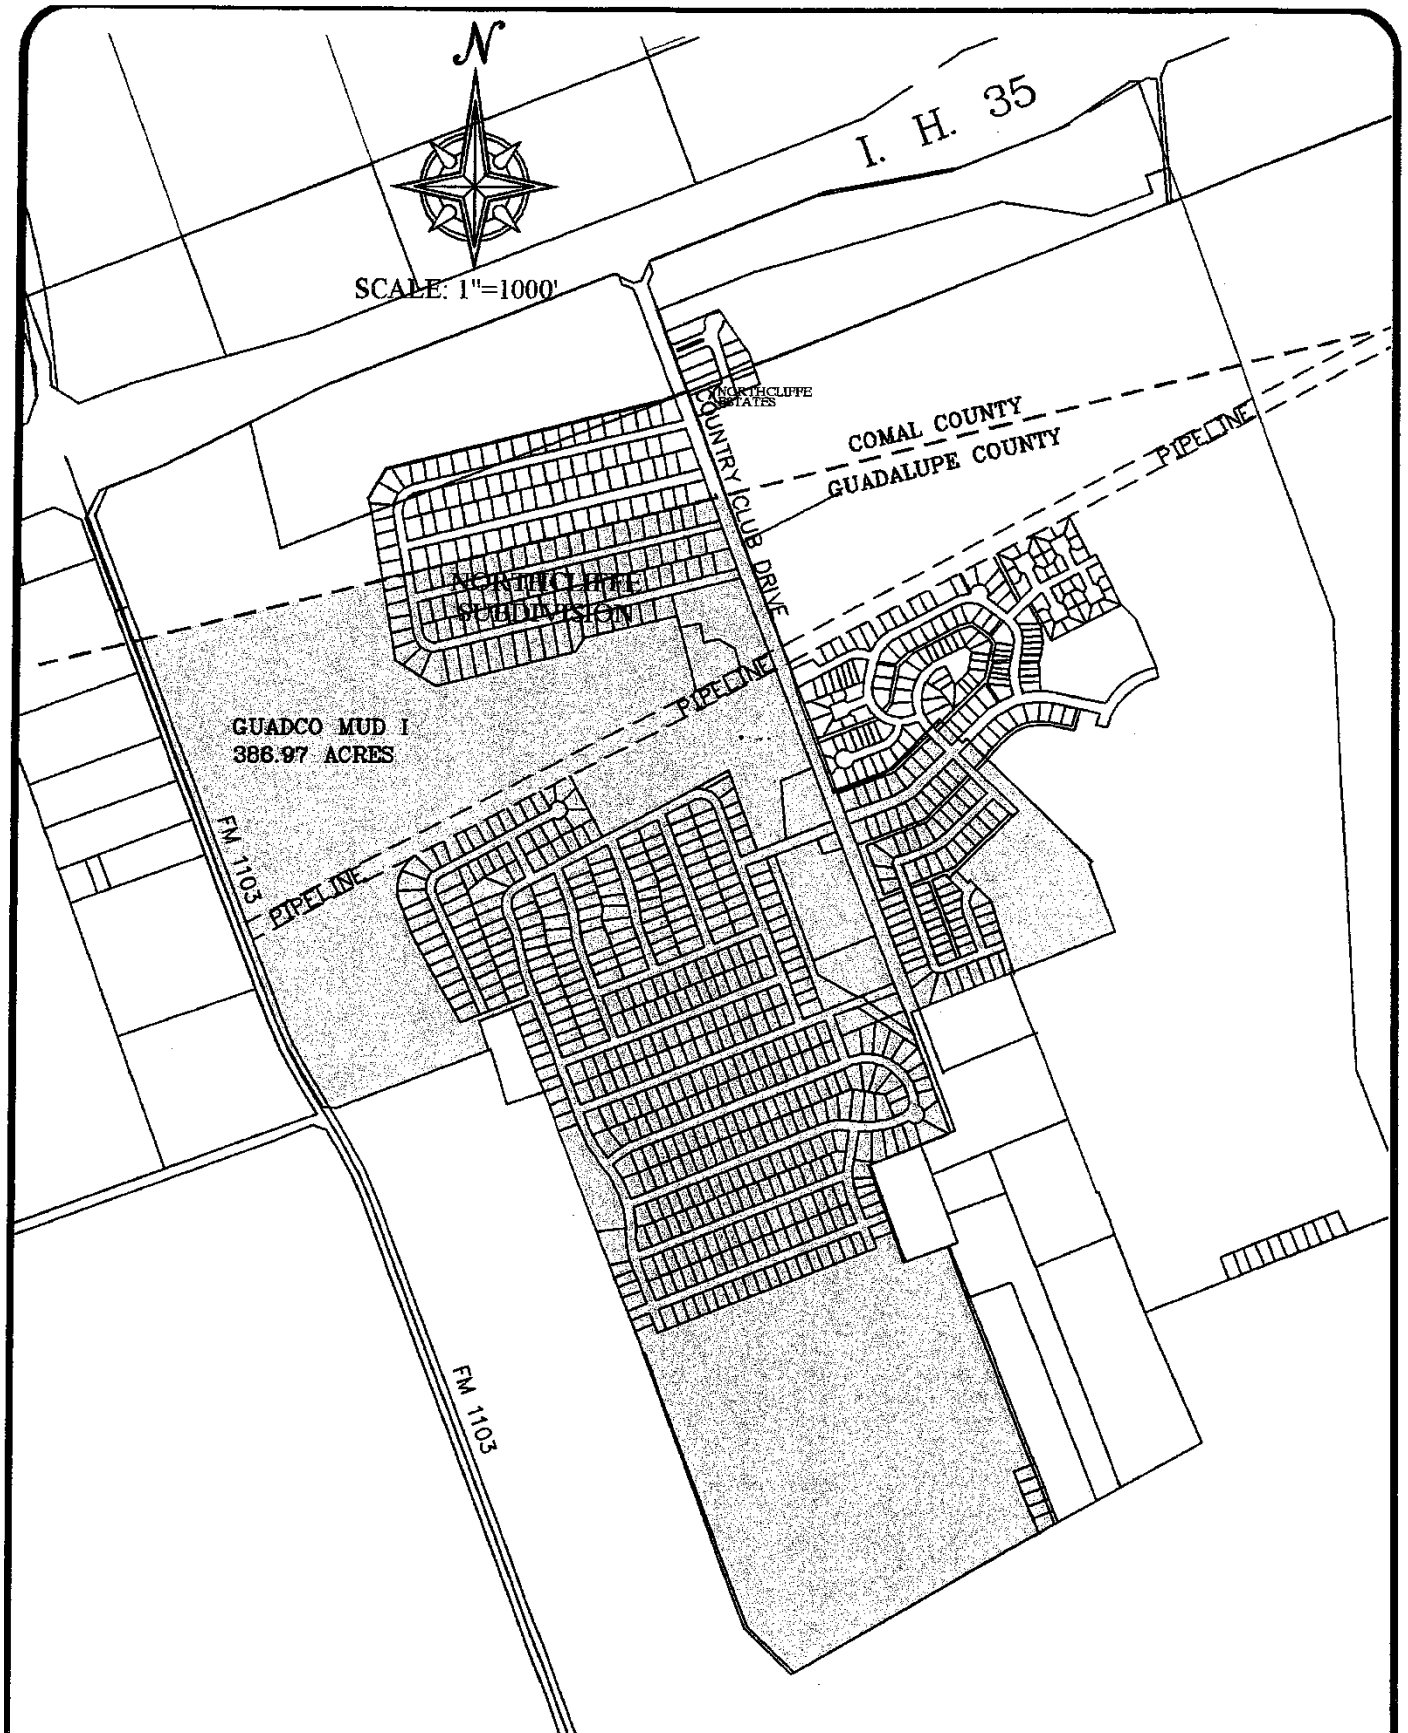 N
I. H. 35
SCALE: 1"=1000'
NORTHCLIFFE
ESTATES
COUNTRY CLUB DRIVE
COMAL COUNTY
GUADALUPE COUNTY
PIPELINE
NORTHCLIFFE
SUBDIVISION
PIPELINE
GUADCO MUD I
386.97 ACRES
FM 1103
PIPELINE
FM 1103